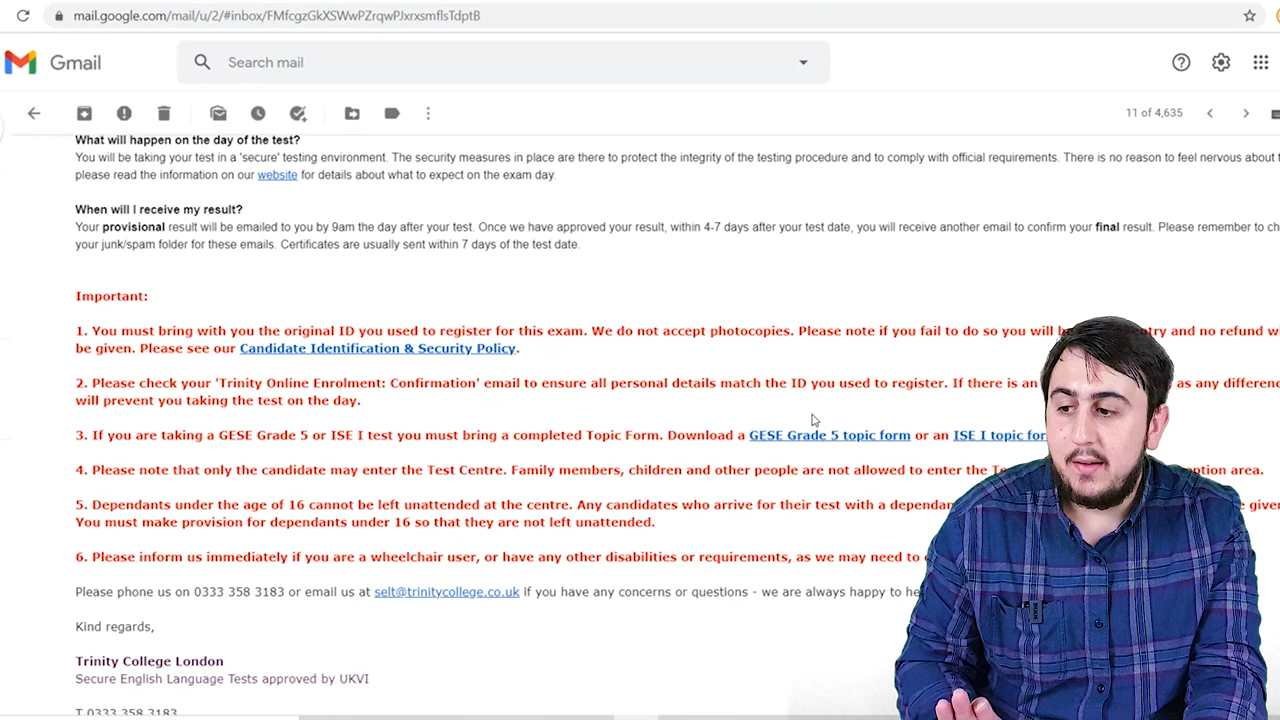 mail.google.com/mail/u/2/#inbox/FMfcgzGkXSWwPZrqwPJxrxsmflsTdptB
Gmail
Search mail
11 of 4,635
What will happen on the day of the test?
You will be taking your test in a 'secure' testing environment. The security measures in place are there to protect the integrity of the testing procedure and to comply with official requirements. There is no reason to feel nervous about
please read the information on our website for details about what to expect on the exam day.
When will I receive my result?
Your provisional result will be emailed to you by 9am the day after your test. Once we have approved your result, within 4-7 days after your test date, you will receive another email to confirm your final result. Please remember to
your junk/spam folder for these emails. Certificates are usually sent within 7 days of the test date.
Important:
1. You must bring with you the original ID you used to register for this exam. We do not accept photocopies. Please note if you fail to do so you will and no refund
be given. Please see our Candidate Identification & Security Policy.
2. Please check your 'Trinity Online Enrolment: Confirmation' email to ensure all personal details match the ID you used to register. If there is an as any
will prevent you taking the test on the day.
3. If you are taking a GESE Grade 5 or ISE I test you must bring a completed Topic Form. Download a GESE Grade 5 topic form or an ISE I topic
4. Please note that only the candidate may enter the Test Centre. Family members, children and other people are not allowed to enter the area.
5. Dependants under the age of 16 cannot be left unattended at the centre. Any candidates who arrive for their test with a
You must make provision for dependants under 16 so that they are not left unattended.
6. Please inform us immediately if you are a wheelchair user, or have any other disabilities or requirements, as we may need to
Please phone us on 0333 358 3183 or email us at selt@trinitycollege.co.uk if you have any concerns or questions - we are always happy to
Kind regards,
Trinity College London
Secure English Language Tests approved by UKVI
T 0333 358 3183